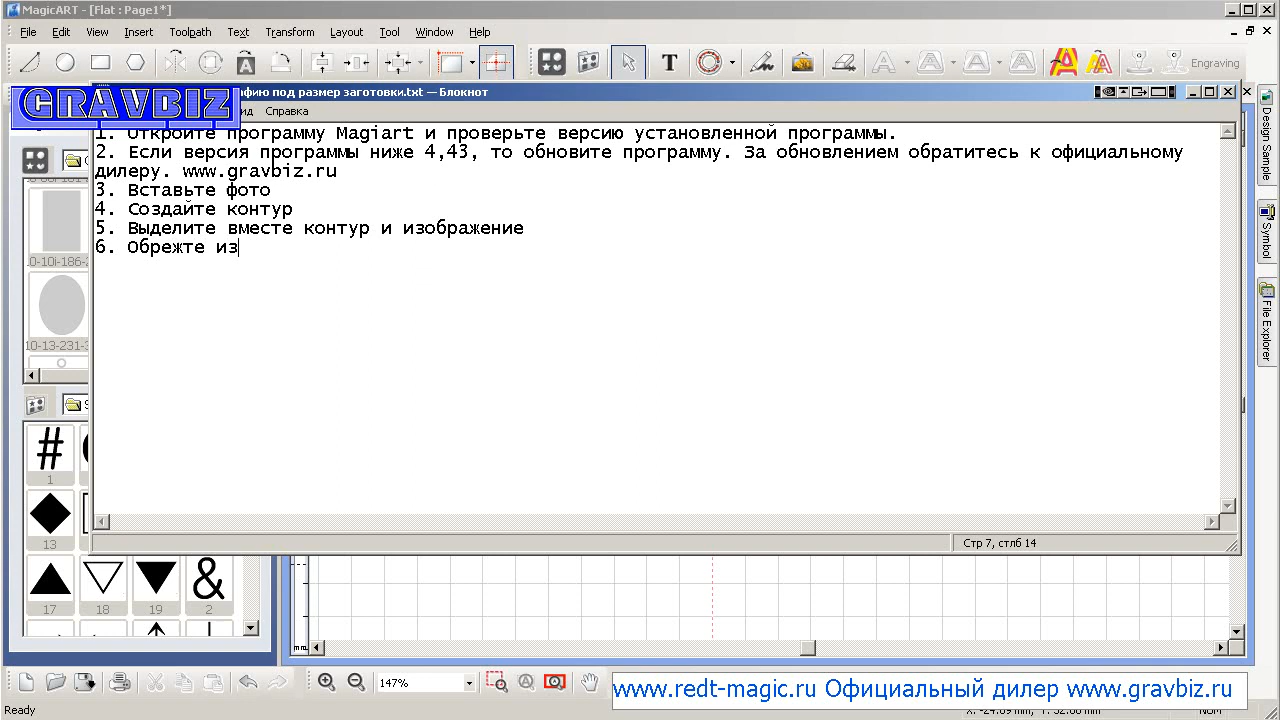 MagicART - [Flat : Page1*]
File Edit View Insert ToolPath Text Transform Layout Tool Window Help
Engraving
GRAVBIZ
фию под размер заготовки.txt — Блокнот
ид Справка
1. Откройте программу Magiart и проверьте версию установленной программы.
2. Если версия программы ниже 4,43, то обновите программу. За обновлением обратитесь к официальному
дилеру. www.gravbiz.ru
3. Вставьте фото
4. Создайте контур
5. Выделите вместе контур и изображение
6. Обрежте из
Стр 7, стлб 14
Design Sample
Symbol
File Explorer
#
1
13
17 18 19 2
&
mm
147%
www.redt-magic.ru Официальный дилер www.gravbiz.ru
Ready